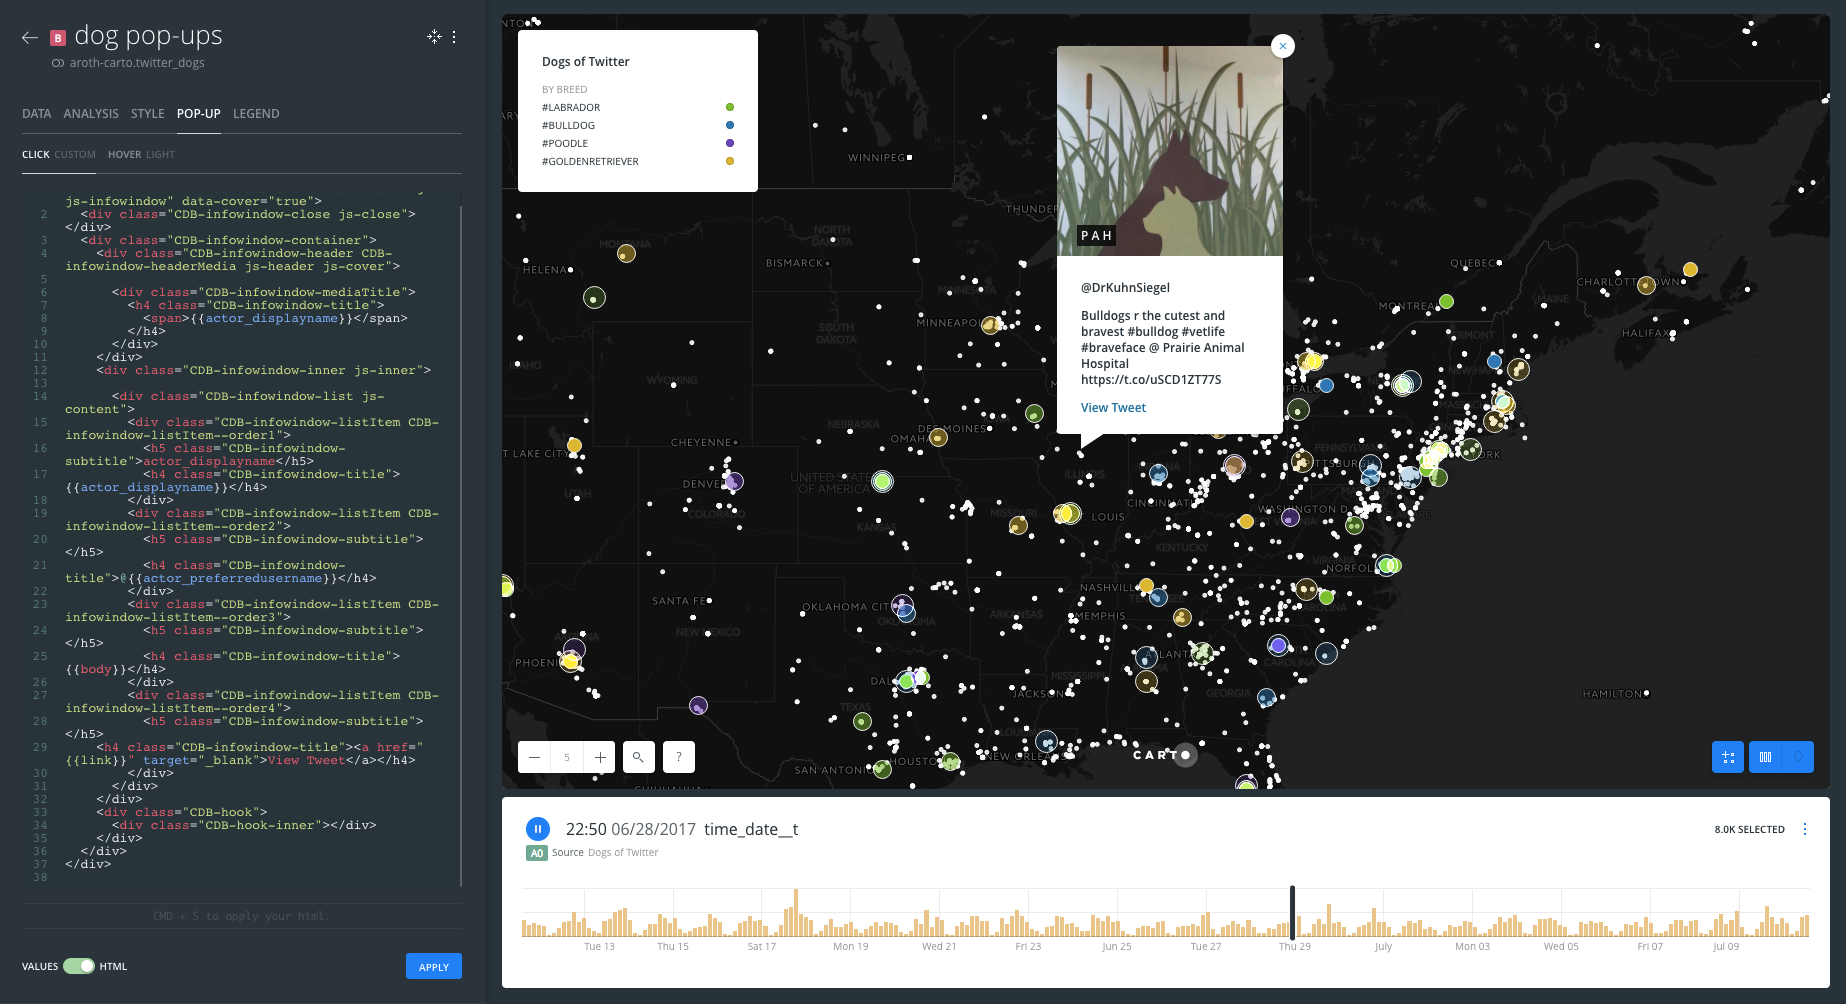 B dog pop-ups
aroth-carto.twitter_dogs
DATA ANALYSIS STYLE POP-UP LEGEND
CLICK CUSTOM HOVER LIGHT
js-infowindow" data-cover="true">
2 <div class="CDB-infowindow-close js-close">
</div>
3 <div class="CDB-infowindow-container">
4 <div class="CDB-infowindow-header CDB-
infowindow-headerMedia js-header js-cover">
5
6 <div class="CDB-infowindow-mediaTitle">
7 <h4 class="CDB-infowindow-title">
8 <span>{{actor_displayname}}</span>
9 </h4>
10 </div>
11 </div>
12 <div class="CDB-infowindow-inner js-inner">
13
14 <div class="CDB-infowindow-list js-
content">
15 <div class="CDB-infowindow-listItem CDB-
infowindow-listItem--order1">
16 <h5 class="CDB-infowindow-
subtitle">actor_displayname</h5>
17 <h4 class="CDB-infowindow-title">
{{actor_displayname}}</h4>
18 </div>
19 <div class="CDB-infowindow-listItem CDB-
infowindow-listItem--order2">
20 <h5 class="CDB-infowindow-subtitle">
</h5>
21 <h4 class="CDB-infowindow-
title">@{{actor_preferredusername}}</h4>
22 </div>
23 <div class="CDB-infowindow-listItem CDB-
infowindow-listItem--order3">
24 <h5 class="CDB-infowindow-subtitle">
</h5>
25 <h4 class="CDB-infowindow-title">
{{body}}</h4>
26 </div>
27 <div class="CDB-infowindow-listItem CDB-
infowindow-listItem--order4">
28 <h5 class="CDB-infowindow-subtitle">
</h5>
29 <h4 class="CDB-infowindow-title"><a href="
{{link}}" target="_blank">View Tweet</a></h4>
30 </div>
31 </div>
32 </div>
33 <div class="CDB-hook">
34 <div class="CDB-hook-inner"></div>
35 </div>
36 </div>
37 </div>
38
CMD + S to apply your html.
VALUES HTML
APPLY
Dogs of Twitter
BY BREED
#LABRADOR
#BULLDOG
#POODLE
#GOLDENRETRIEVER
PAH
@DrKuhnSiegel
Bulldogs r the cutest and
bravest #bulldog #vetlife
#braveface @ Prairie Animal
Hospital
https://t.co/uSCD1ZT77S
View Tweet
WINNIPEG
THUNDER
NORTH
DAKOTA
MONTANA
HELENA
BISMARCK
QUEBEC
CHARLOTTETOWN
MINNESOTA
MONTREAL
MAINE
MINNEAPOLIS
SOUTH
DAKOTA
HALIFAX
VERMONT
IDAHO
WYOMING
NEBRASKA
DES MOINES
OMAHA
CHEYENNE
PENNSYLVANIA
T LAKE CITY
YORK
ILLINOIS
UNITED STATES
OF AMERICA
DENVER
UTAH
COLORADO
CINCINNATI
MISSOURI
WASHINGTON D
KANSAS
KENTUCKY
VIRGINIA
NORFOLK
NASHVILLE
SANTA FE
OKLAHOMA CITY
OKLAHOMA
ARKANSAS
MEMPHIS
NEW MEXICO
PHOENIX
ATLANTA
CAROLINA
MISSISSIPPI
JACKSON
GEORGIA
HAMILTON
TEXAS
HOUSTON
NEW ORLEANS
SAN ANTONIO
CHIHUAHUA
5
?
CARTO
22:50 06/28/2017 time_date__t
8.0K SELECTED
A0 Source Dogs of Twitter
Tue 13 Thu 15 Sat 17 Mon 19 Wed 21 Fri 23 Jun 25 Tue 27 Thu 29 July Mon 03 Wed 05 Fri 07 Jul 09